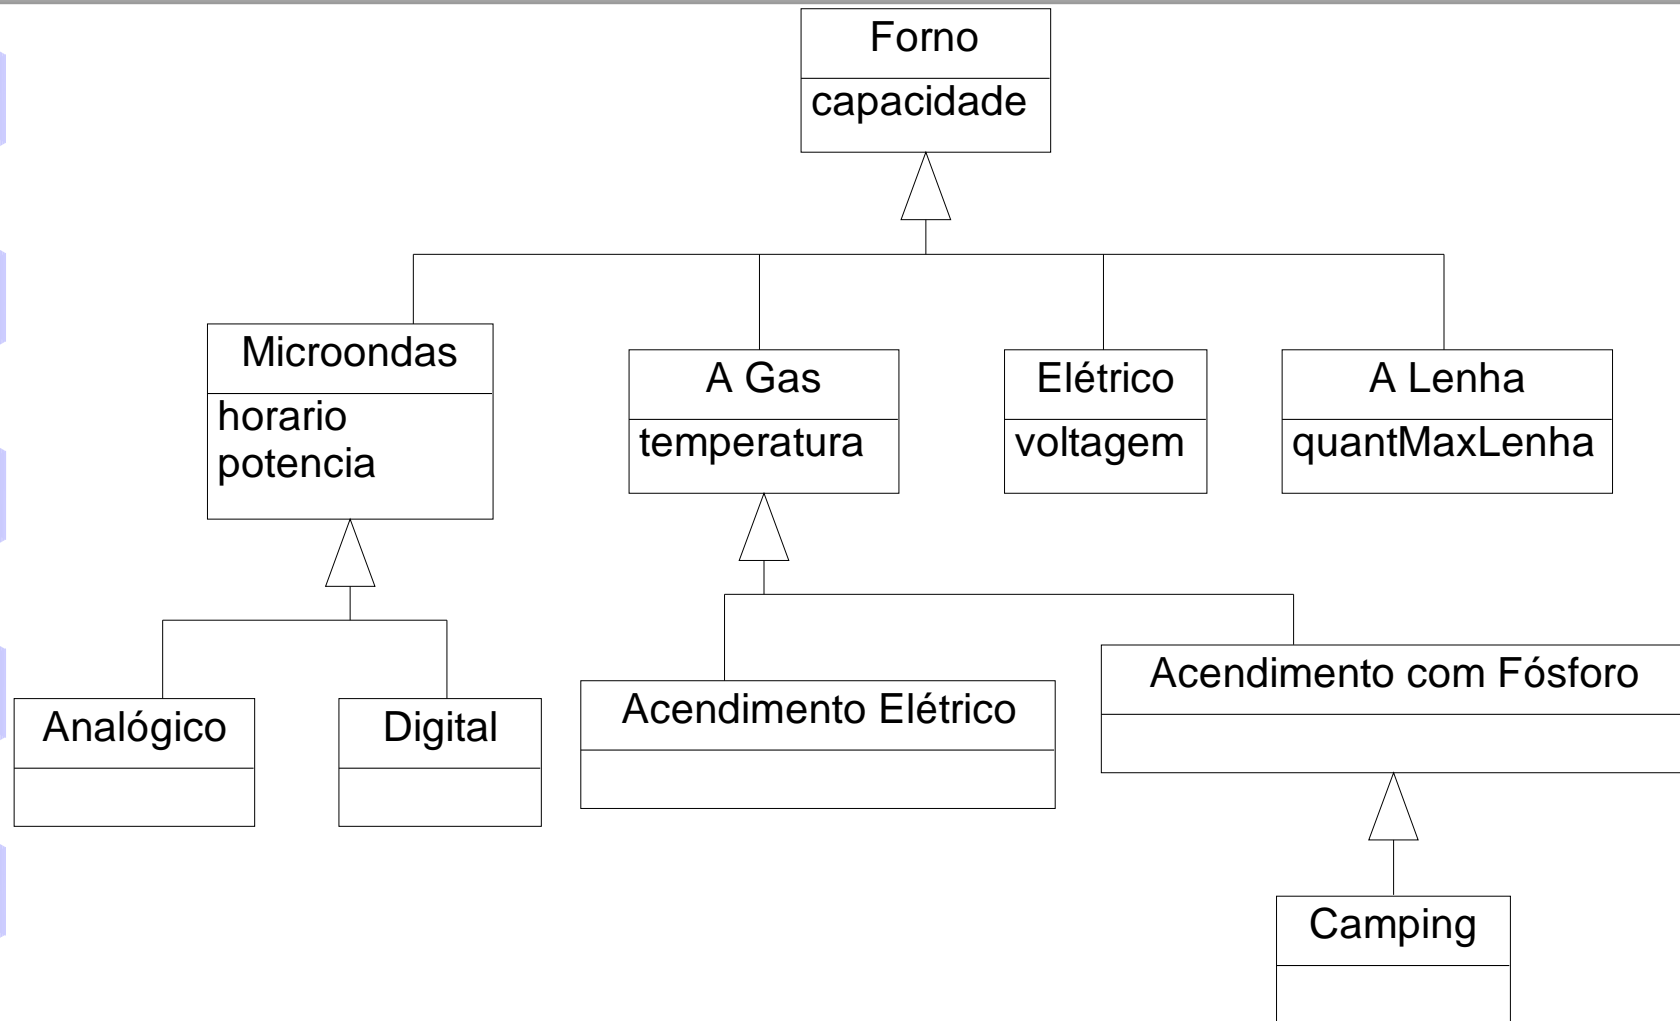 Forno
capacidade
Microondas
horario
potencia
A Gas
temperatura
Elétrico
voltagem
A Lenha
quantMaxLenha
Analógico
Digital
Acendimento Elétrico
Acendimento com Fósforo
Camping